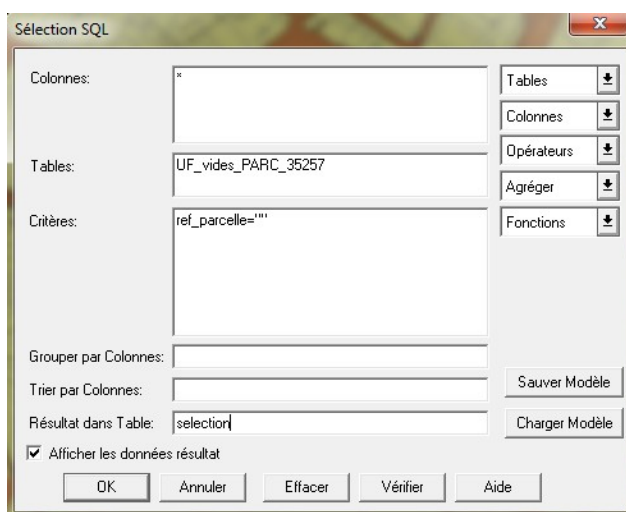 Sélection SQL
Colonnes:
*
Tables
Colonnes
Opérateurs
Agréger
Fonctions
Tables:
UF_vides_PARC_35257
Critères:
ref_parcelle=""
Grouper par Colonnes:
Trier par Colonnes:
Sauver Modèle
Résultat dans Table:
selection
Charger Modèle
Afficher les données résultat
OK
Annuler
Effacer
Vérifier
Aide